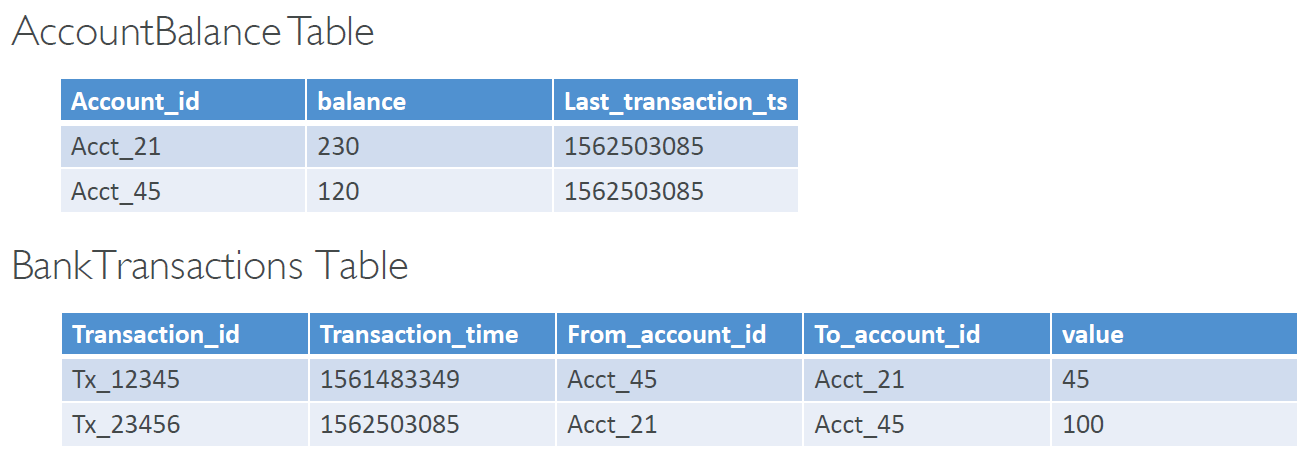 AccountBalance Table
Account_id balance Last_transaction_ts
Acct_21 230 1562503085
Acct_45 120 1562503085
BankTransactions Table
Transaction_id Transaction_time From_account_id To_account_id value
Tx_12345 1561483349 Acct_45 Acct_21 45
Tx_23456 1562503085 Acct_21 Acct_45 100